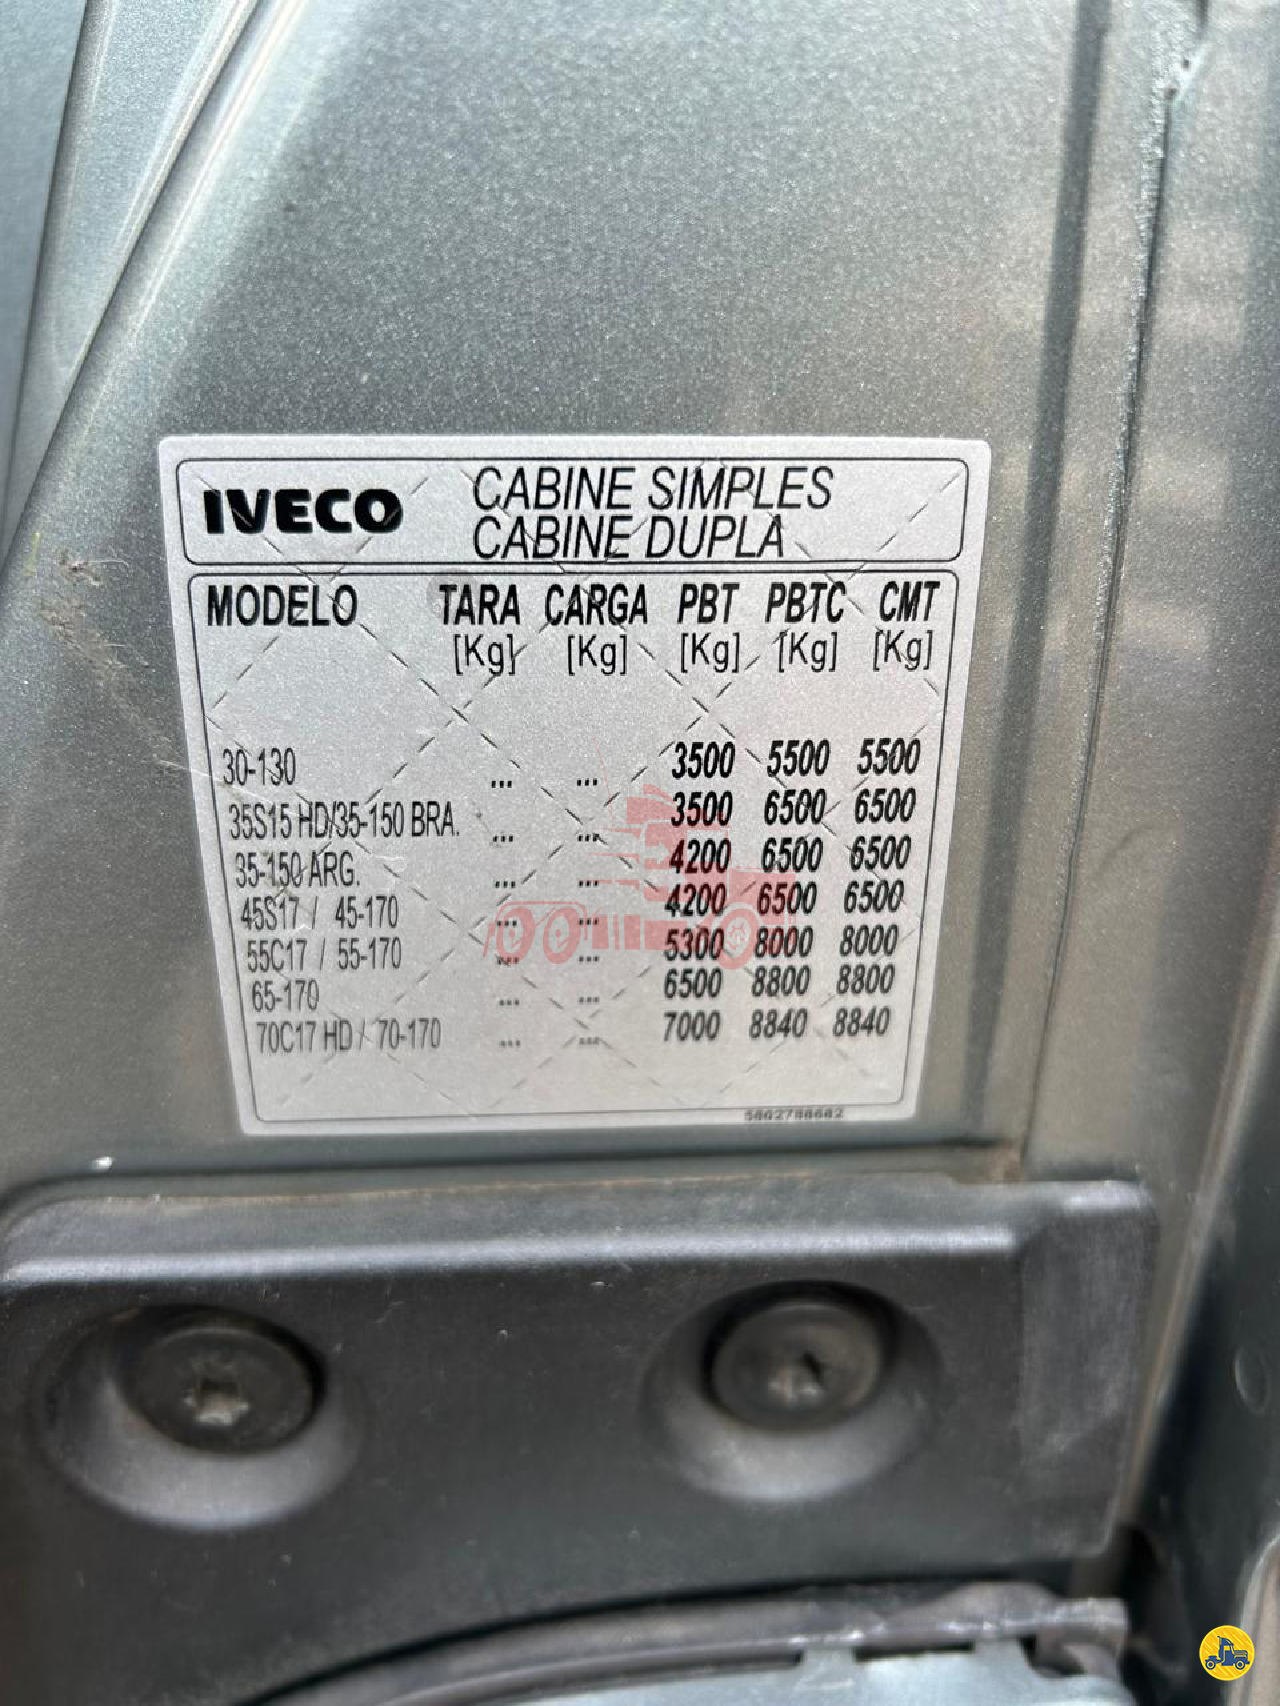 IVECO CABINE SIMPLES
CABINE DUPLA
MODELO TARA CARGA PBT PBTC CMT
[Kg] [Kg] [Kg] [Kg] [Kg]
30-130 ... ... 3500 5500 5500
35S15 HD/35-150 BRA. ... ... 3500 6500 6500
35-150 ARG. ... ... 4200 6500 6500
45S17 / 45-170 ... ... 4200 6500 6500
55C17 / 55-170 ... ... 5300 8000 8000
65-170 ... ... 6500 8800 8800
70C17 HD / 70-170 ... ... 7000 8840 8840